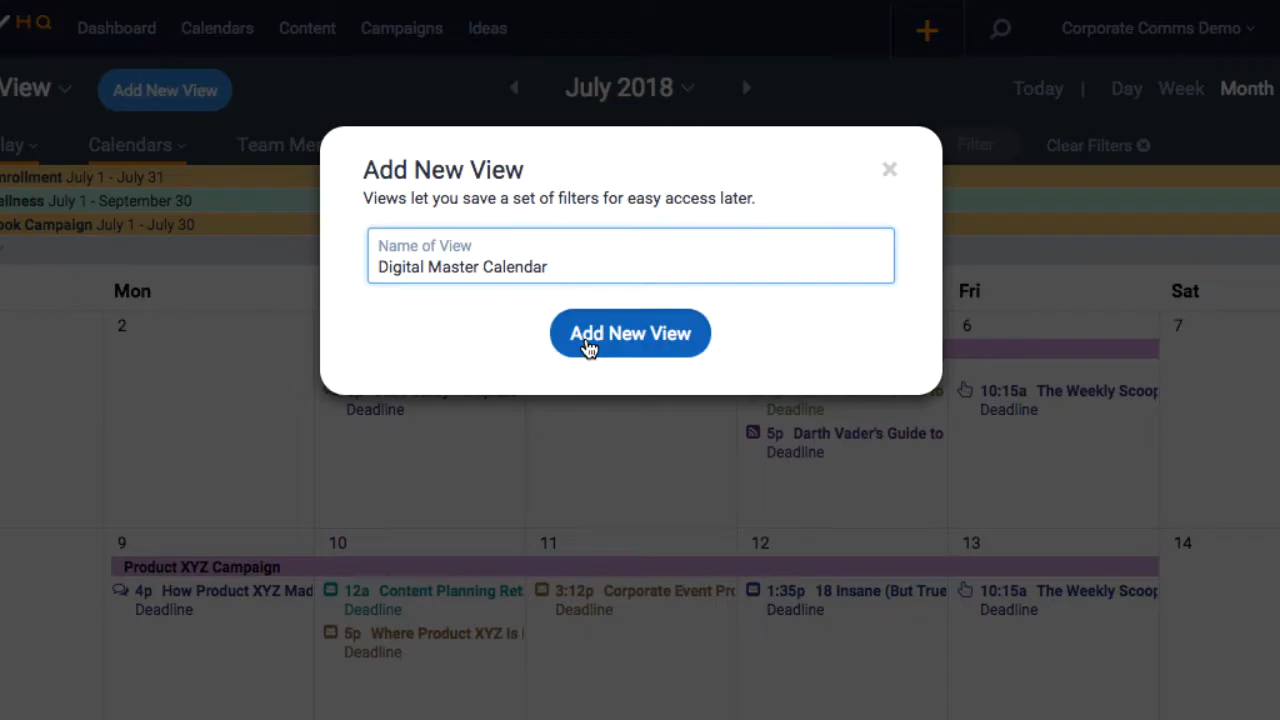 HQ Dashboard Calendars Content Campaigns Ideas + Corporate Comms Demo
View Add New View July 2018 Today | Day Week Month
lay Calendars Team Me Filter Clear Filters
nrollment July 1 - July 31
ellness July 1 - September 30
ook Campaign July 1 - July 30
Add New View
Views let you save a set of filters for easy access later.
Name of View
Digital Master Calendar
Add New View
Mon Fri Sat
2 6 7
10:15a The Weekly Scoop
Deadline
Deadline
to
Deadline
5p Darth Vader's Guide to
Deadline
9 10 11 12 13 14
Product XYZ Campaign
4p How Product XYZ Mad
Deadline
12a Content Planning Ret
Deadline
5p Where Product XYZ Is
Deadline
3:12p Corporate Event Pro
Deadline
1:35p 18 Insane (But True
Deadline
10:15a The Weekly Scoop
Deadline